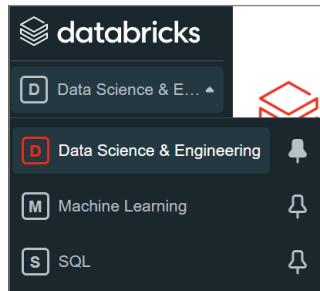 databricks
D Data Science & E...
D Data Science & Engineering
M Machine Learning
S SQL